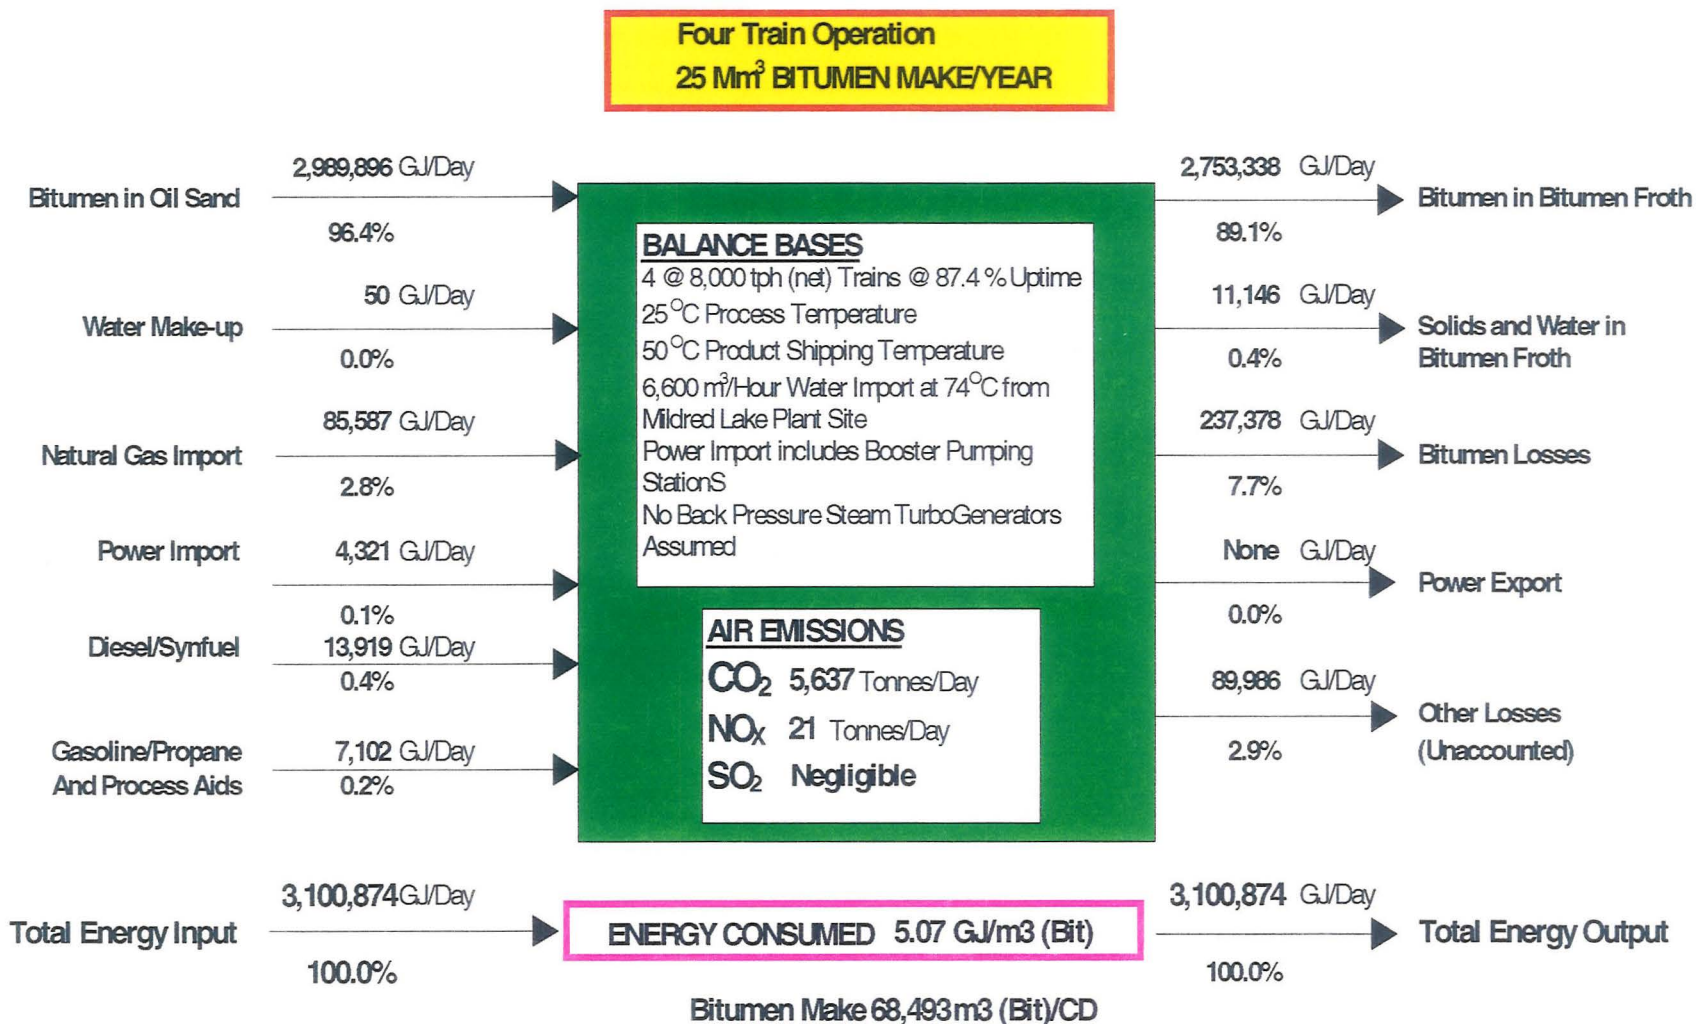 Four Train Operation
25 Mm³ BITUMEN MAKE/YEAR
2,989,896 GJ/Day
Bitumen in Oil Sand
96.4%
50 GJ/Day
Water Make-up
0.0%
85,587 GJ/Day
Natural Gas Import
2.8%
Power Import
4,321 GJ/Day
0.1%
Diesel/Synfuel
13,919 GJ/Day
0.4%
Gasoline/Propane
And Process Aids
7,102 GJ/Day
0.2%
BALANCE BASES
4 @ 8,000 tph (net) Trains @ 87.4 % Uptime
25 °C Process Temperature
50 °C Product Shipping Temperature
6,600 m³/Hour Water Import at 74°C from
Mildred Lake Plant Site
Power Import includes Booster Pumping
StationS
No Back Pressure Steam TurboGenerators
Assumed
AIR EMISSIONS
CO₂ 5,637 Tonnes/Day
NOx 21 Tonnes/Day
SO₂ Negligible
2,753,338 GJ/Day
Bitumen in Bitumen Froth
89.1%
11,146 GJ/Day
Solids and Water in
Bitumen Froth
0.4%
237,378 GJ/Day
Bitumen Losses
7.7%
None GJ/Day
Power Export
0.0%
89,986 GJ/Day
Other Losses
(Unaccounted)
2.9%
3,100,874 GJ/Day
Total Energy Input
100.0%
ENERGY CONSUMED 5.07 GJ/m3 (Bit)
3,100,874 GJ/Day
Total Energy Output
100.0%
Bitumen Make 68,493 m3 (Bit)/CD